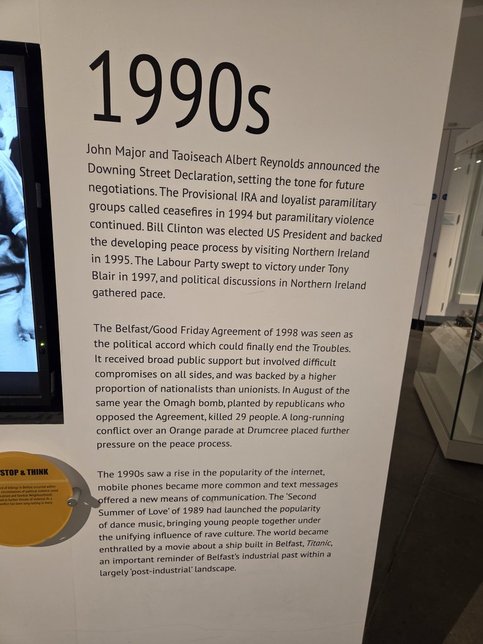 1990s
John Major and Taoiseach Albert Reynolds announced the
Downing Street Declaration, setting the tone for future
negotiations. The Provisional IRA and loyalist paramilitary
groups called ceasefires in 1994 but paramilitary violence
continued. Bill Clinton was elected US President and backed
the developing peace process by visiting Northern Ireland
in 1995. The Labour Party swept to victory under Tony
Blair in 1997, and political discussions in Northern Ireland
gathered pace.
The Belfast/Good Friday Agreement of 1998 was seen as
the political accord which could finally end the Troubles.
It received broad public support but involved difficult
compromises on all sides, and was backed by a higher
proportion of nationalists than unionists. In August of the
same year the Omagh bomb, planted by republicans who
opposed the Agreement, killed 29 people. A long-running
conflict over an Orange parade at Drumcree placed further
pressure on the peace process.
STOP & THINK
The 1990s saw a rise in the popularity of the internet,
mobile phones became more common and text messages
offered a new means of communication. The ‘Second
Summer of Love’ of 1989 had launched the popularity
of dance music, bringing young people together under
the unifying influence of rave culture. The world became
enthralled by a movie about a ship built in Belfast, Titanic,
an important reminder of Belfast's industrial past within a
largely ‘post-industrial’ landscape.